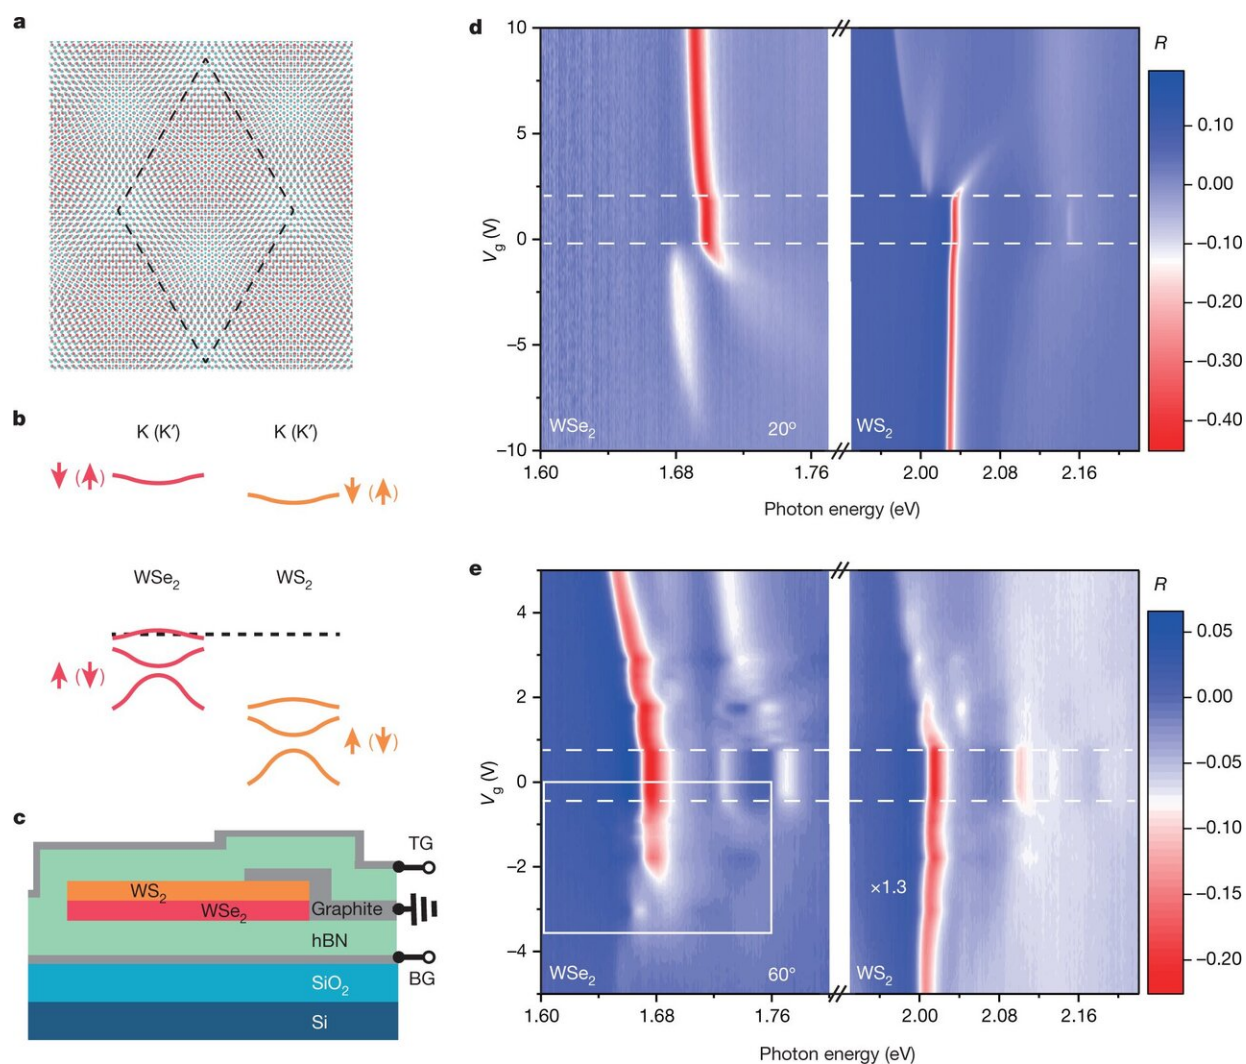 a
b
K (K′)
K (K′)
WSe2
WS2
c
TG
WS2
WSe2
Graphite
hBN
SiO2
BG
Si
d
10
5
0
−5
−10
Vg (V)
WSe2
20°
WS2
1.60
1.68
1.76
2.00
2.08
2.16
Photon energy (eV)
R
0.10
0.00
−0.10
−0.20
−0.30
−0.40
e
4
2
0
−2
−4
Vg (V)
WSe2
60°
×1.3
WS2
1.60
1.68
1.76
2.00
2.08
2.16
Photon energy (eV)
R
0.05
0.00
−0.05
−0.10
−0.15
−0.20